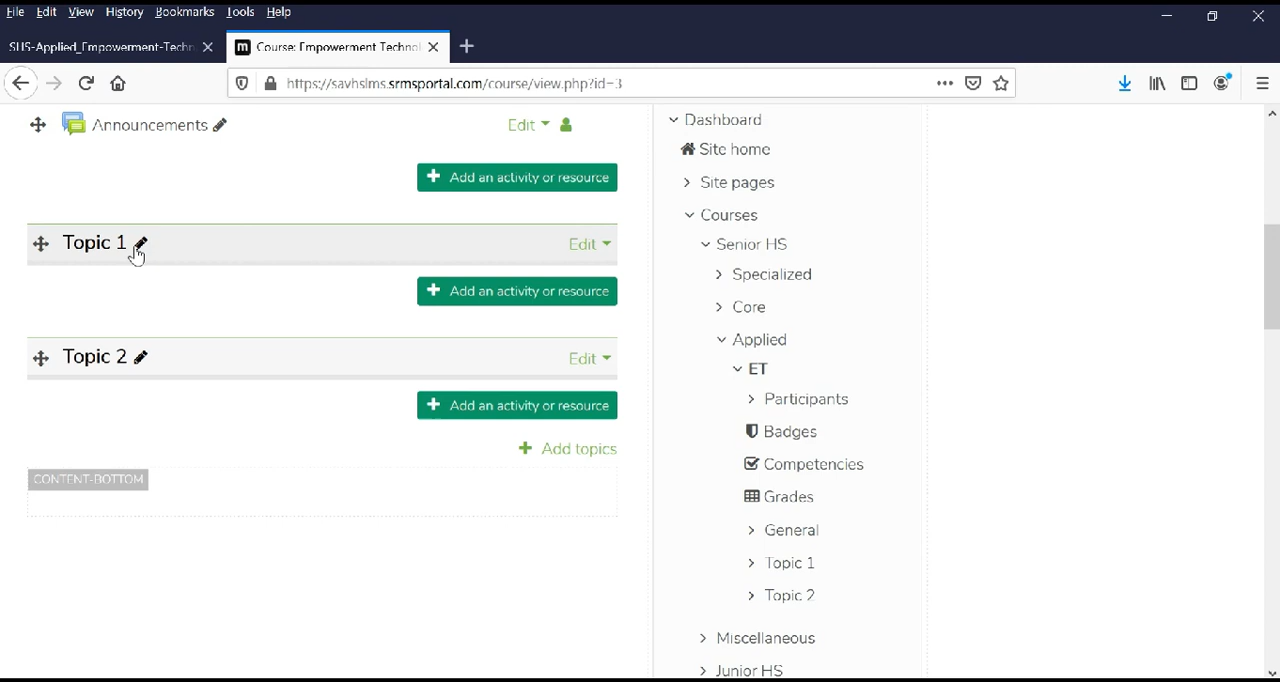 File Edit View History Bookmarks Tools Help
SHS-Applied_Empowerment-Techn
Course: Empowerment Technol
https://savhslms.srmsportal.com/course/view.php?id=3
Announcements Edit
Add an activity or resource
Topic 1 Edit
Add an activity or resource
Topic 2 Edit
Add an activity or resource
Add topics
CONTENT-BOTTOM
Dashboard
Site home
Site pages
Courses
Senior HS
Specialized
Core
Applied
ET
Participants
Badges
Competencies
Grades
General
Topic 1
Topic 2
Miscellaneous
Junior HS